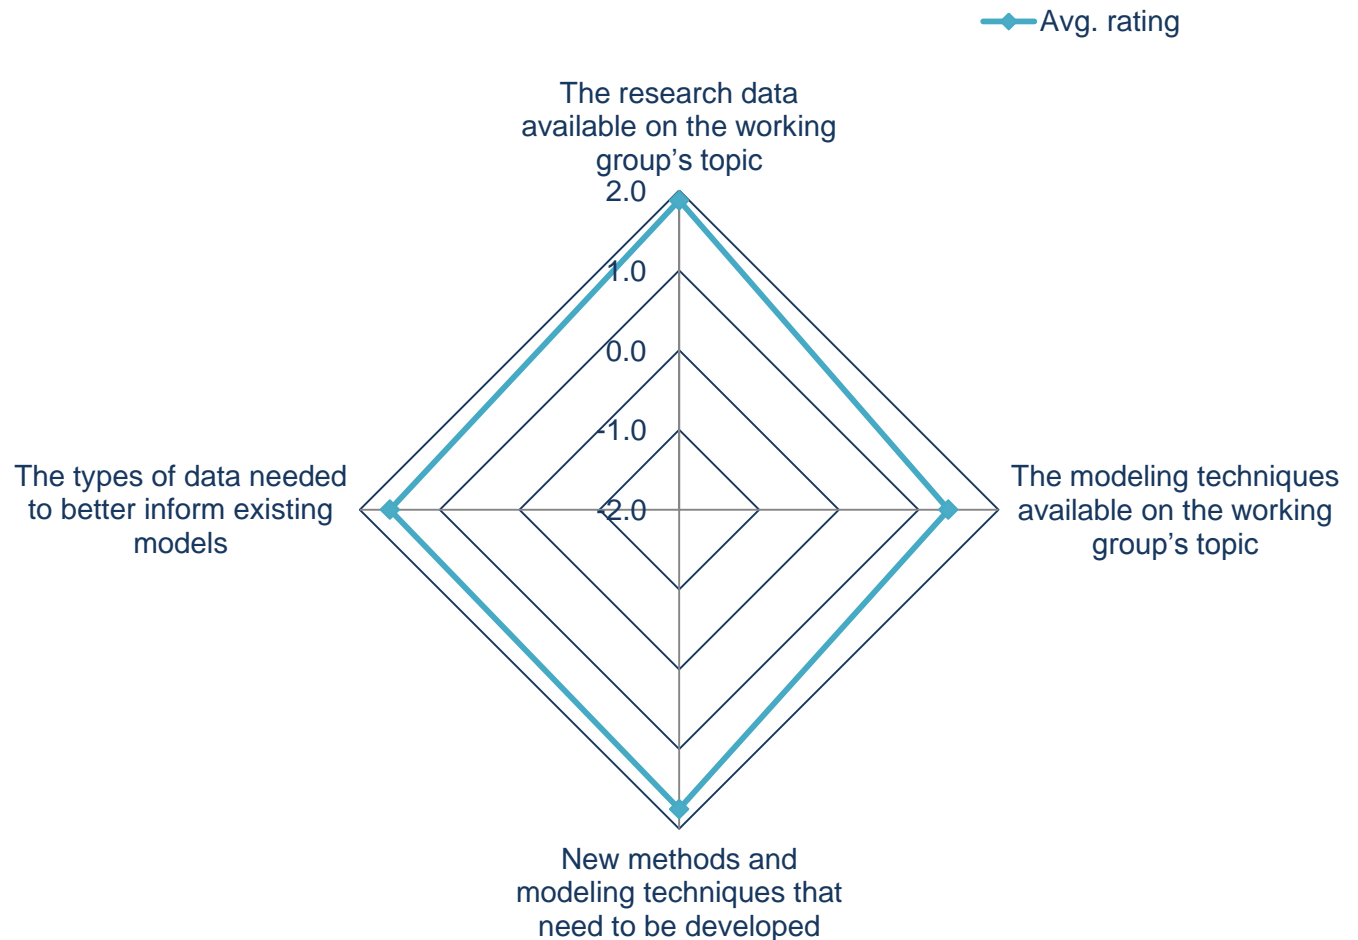 Avg. rating
The research data
available on the working
group’s topic
2.0
1.0
0.0
-1.0
-2.0
The types of data needed
to better inform existing
models
The modeling techniques
available on the working
group’s topic
New methods and
modeling techniques that
need to be developed